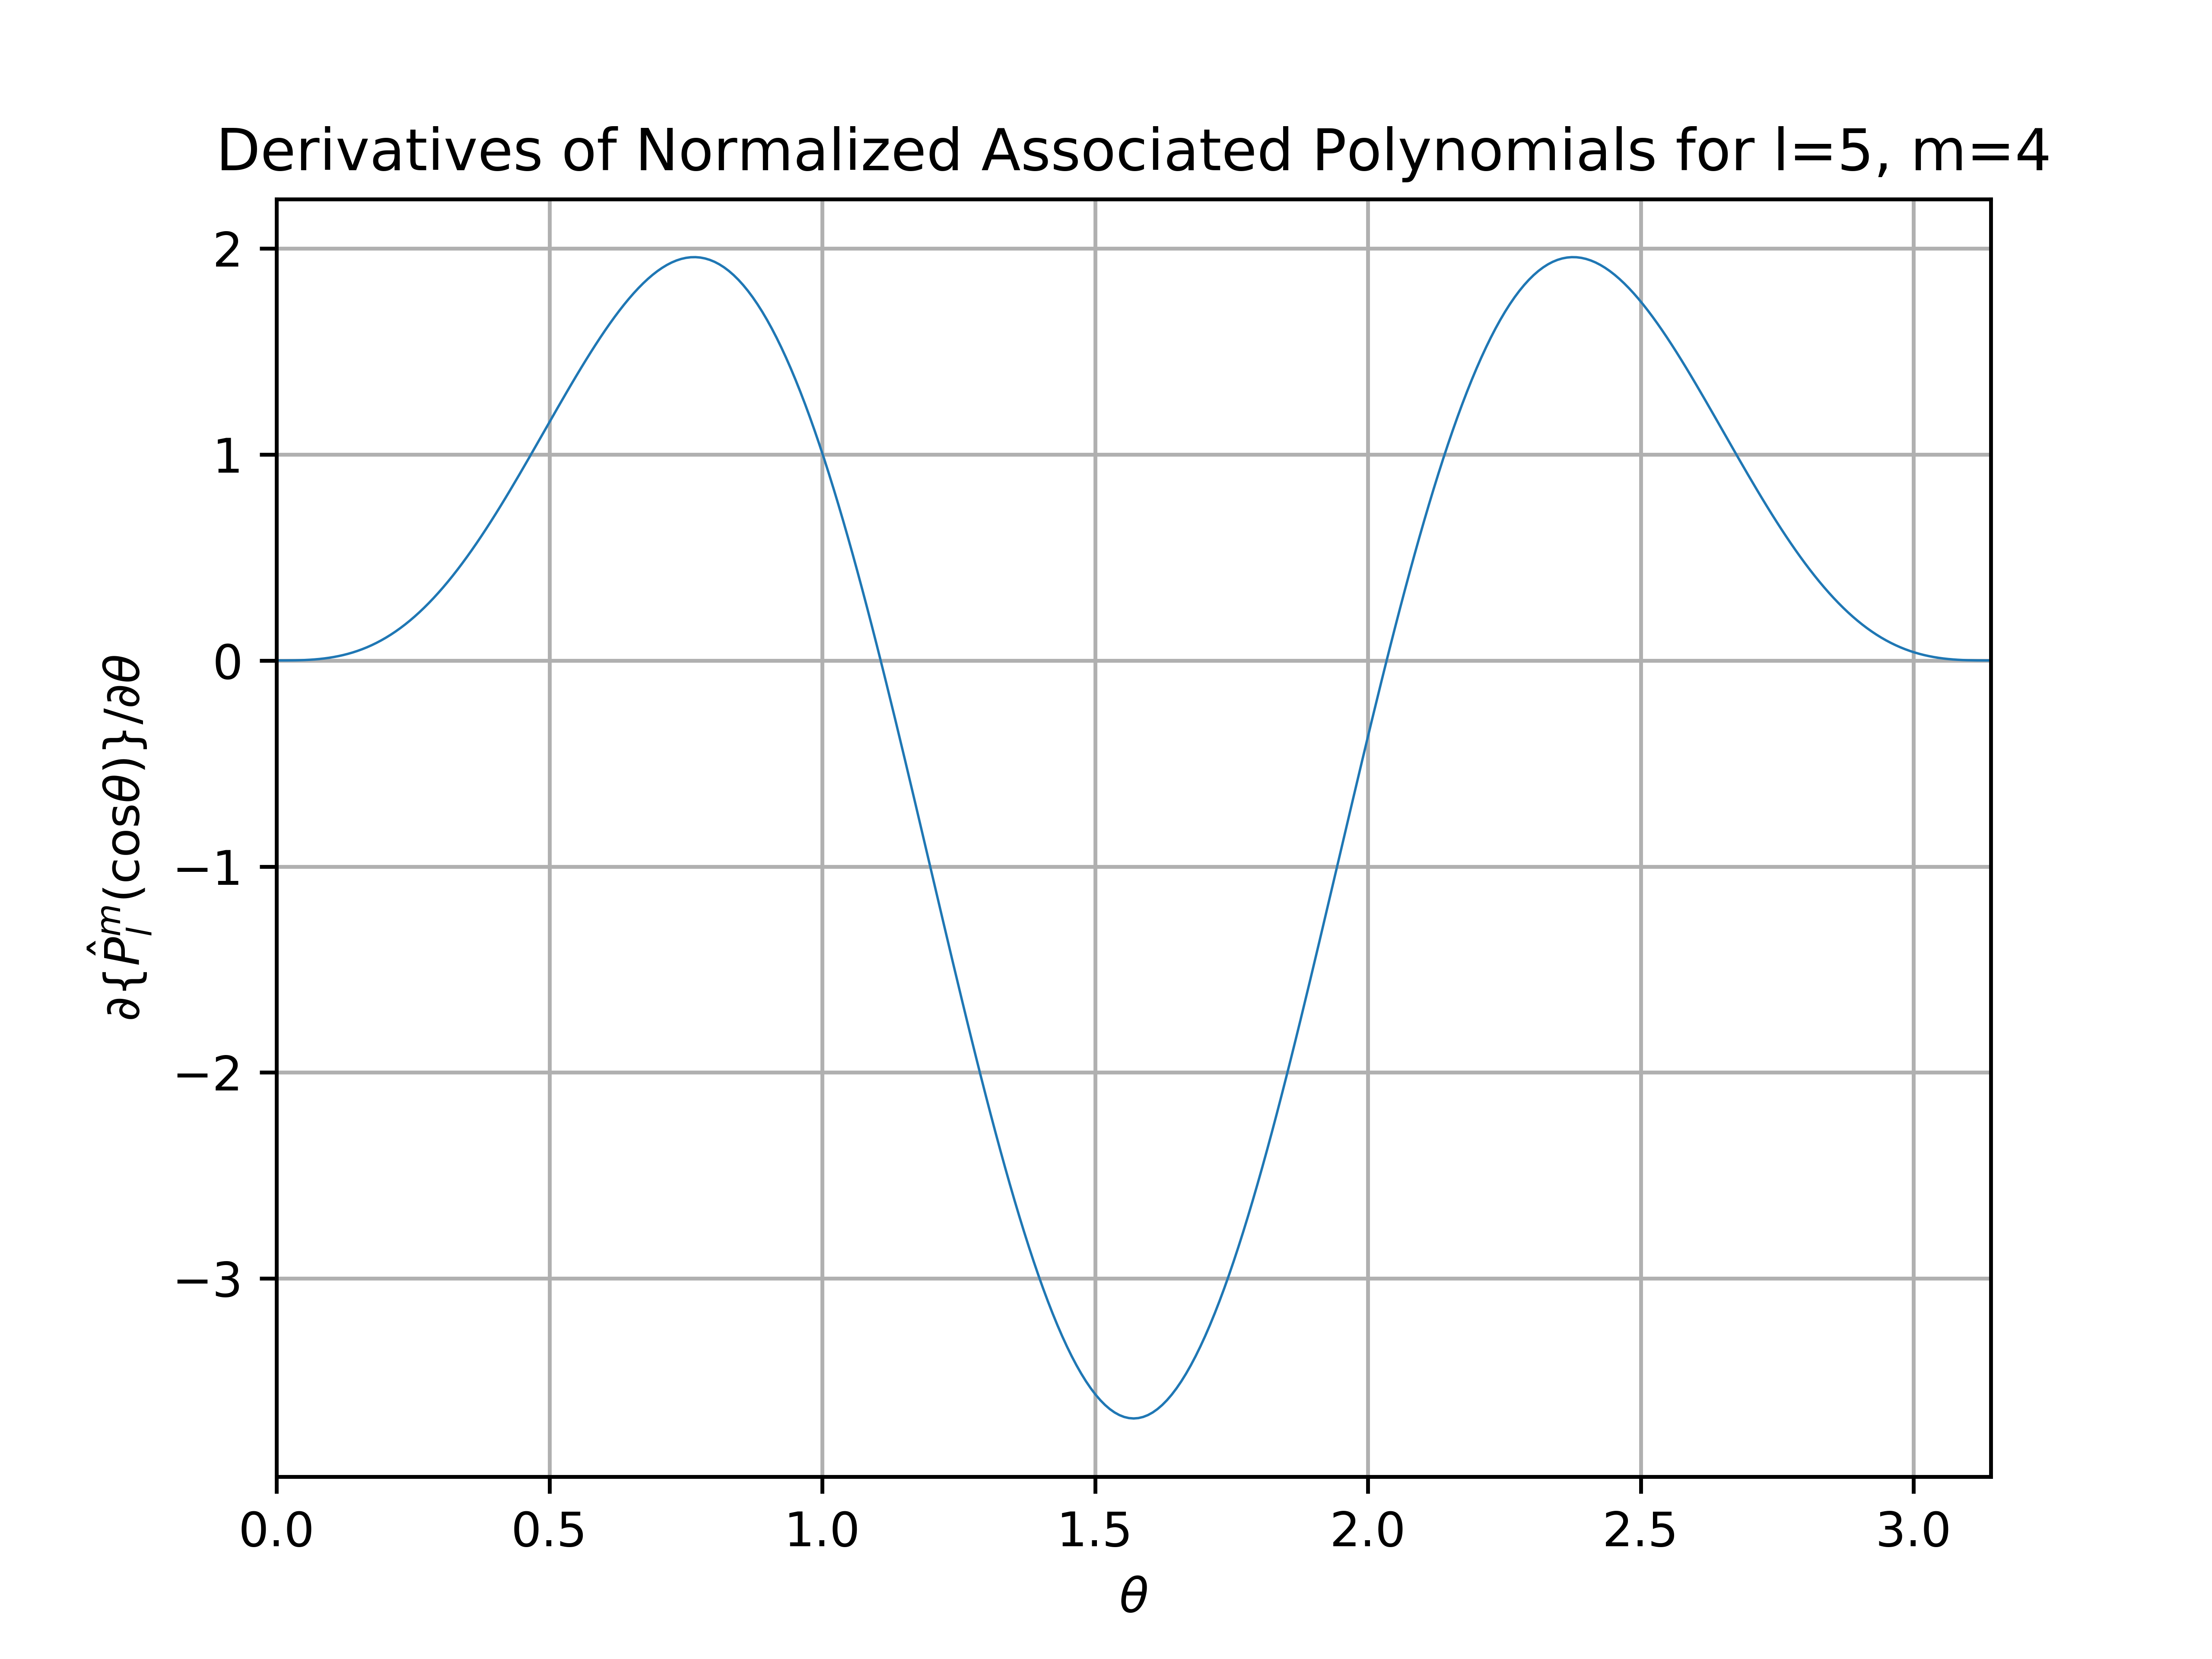 Derivatives of Normalized Associated Polynomials for l=5, m=4
2
1
0
−1
−2
−3
∂{P̂ₗᵐ(cosθ)}/∂θ
0.0 0.5 1.0 1.5 2.0 2.5 3.0
θ